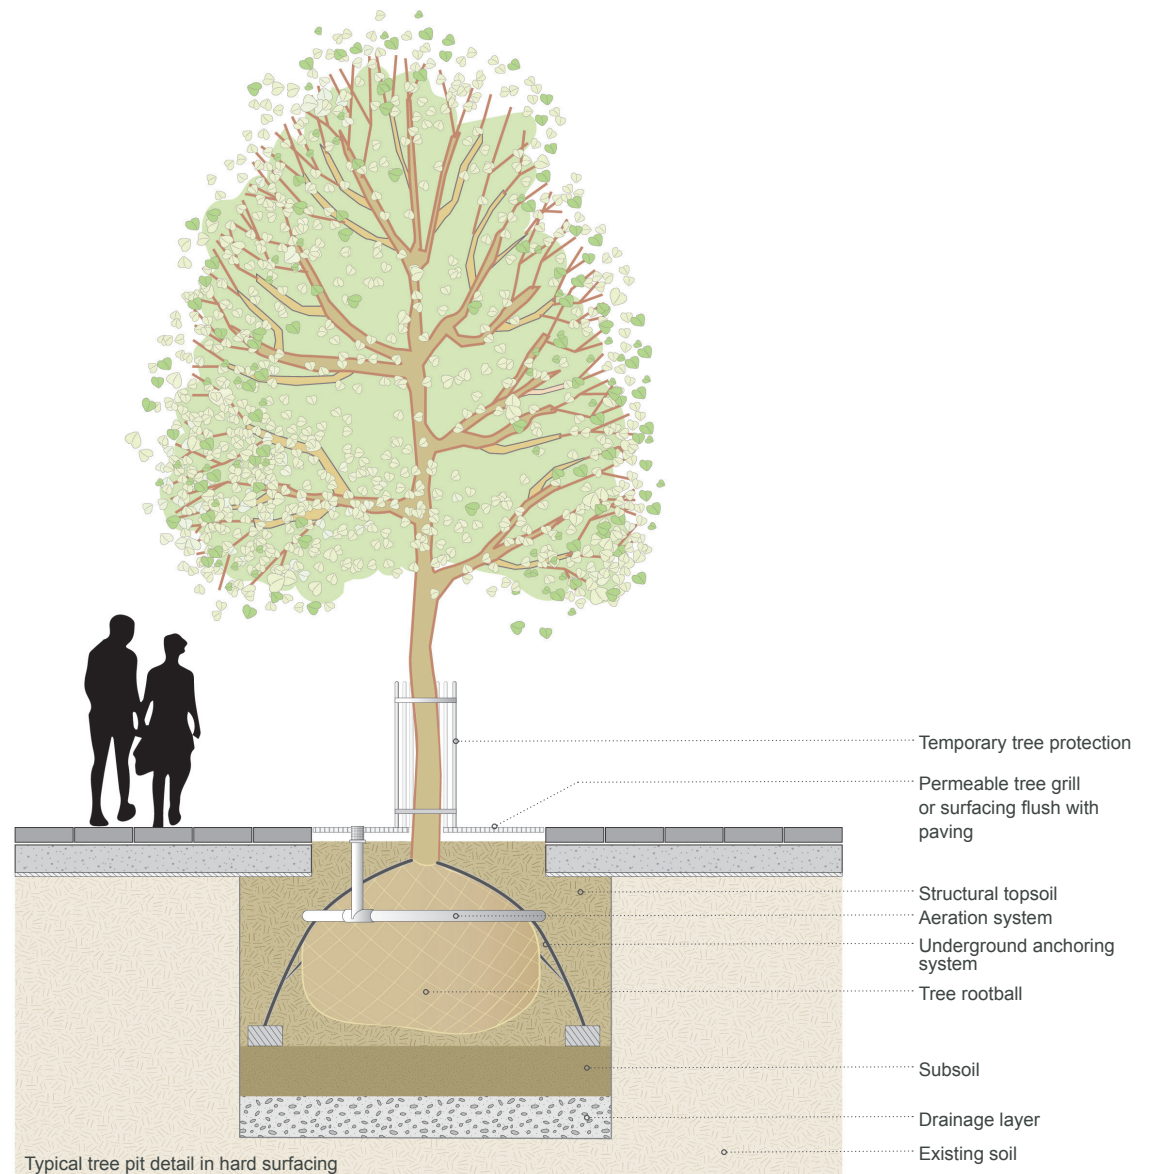 Temporary tree protection
Permeable tree grill
or surfacing flush with
paving
Structural topsoil
Aeration system
Underground anchoring
system
Tree rootball
Subsoil
Drainage layer
Existing soil
Typical tree pit detail in hard surfacing